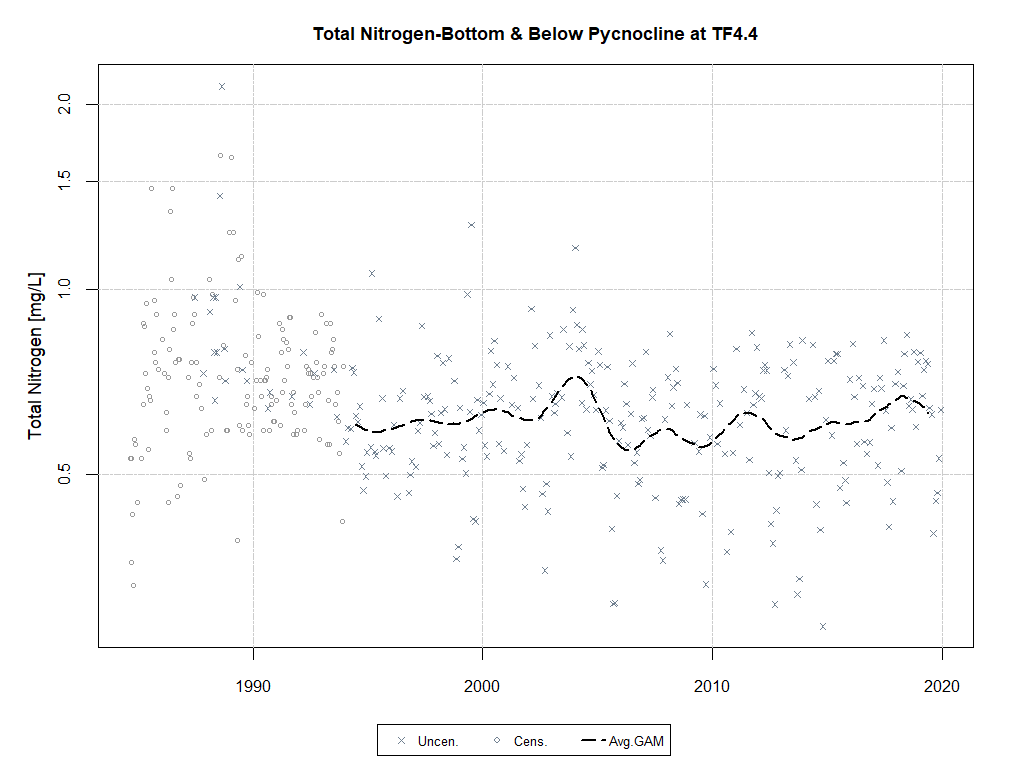 Total Nitrogen-Bottom & Below Pycnocline at TF4.4
Total Nitrogen [mg/L]
2.0
1.5
1.0
0.5
1990 2000 2010 2020
Uncen. Cens. Avg.GAM